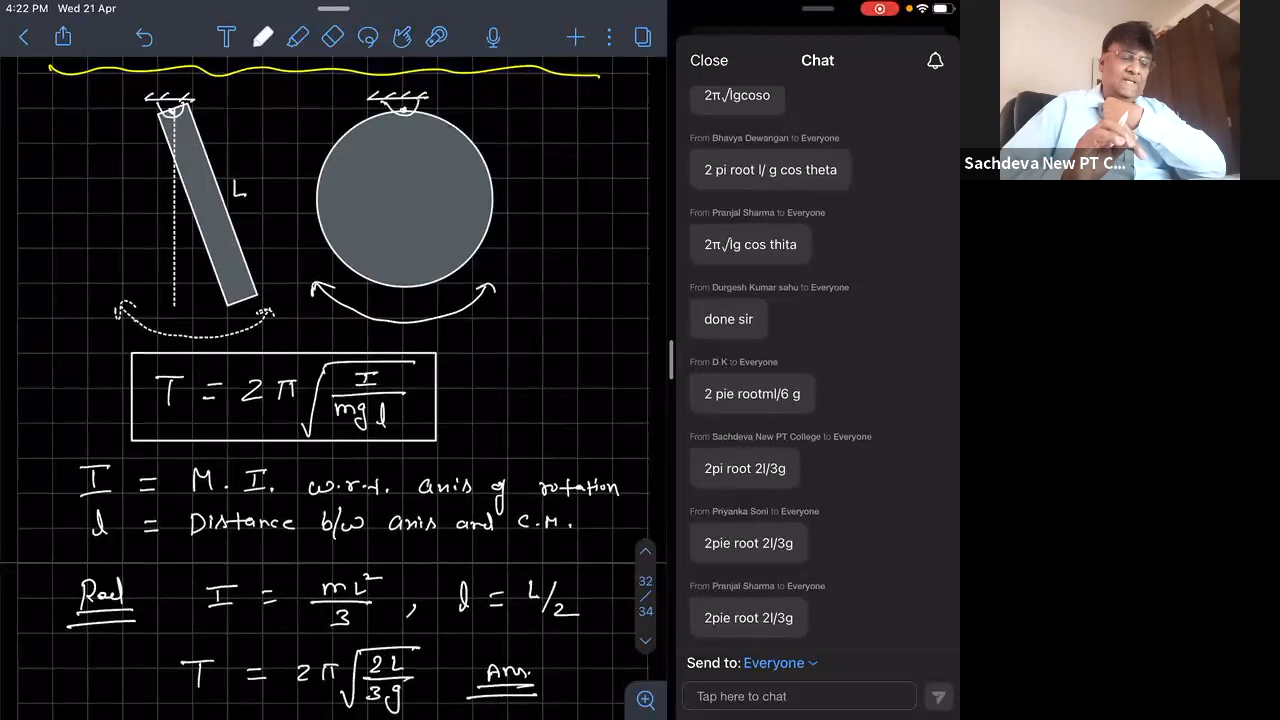 4:22 PM Wed 21 Apr
L
T = 2π √ I / mg l
I = M.I. w.r.t. axis of rotation
l = Distance b/w axis and C.M.
Rod I = mL² / 3 , l = L/2
T = 2π √ 2L / 3g Ans.
32
/
34
Close Chat
2π√/lgcoso
From Bhavya Dewangan to Everyone
2 pi root l/ g cos theta
From Pranjal Sharma to Everyone
2π√/lg cos thita
From Durgesh Kumar sahu to Everyone
done sir
From D K to Everyone
2 pie rootml/6 g
From Sachdeva New PT College to Everyone
2pi root 2l/3g
From Priyanka Soni to Everyone
2pie root 2l/3g
From Pranjal Sharma to Everyone
2pie root 2l/3g
Send to: Everyone
Tap here to chat
Sachdeva New PT C...